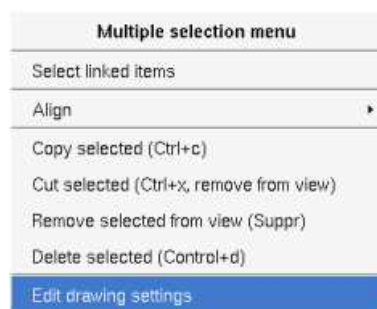 Multiple selection menu
Select linked items
Align
Copy selected (Ctrl+c)
Cut selected (Ctrl+x, remove from view)
Remove selected from view (Suppr)
Delete selected (Control+d)
Edit drawing settings